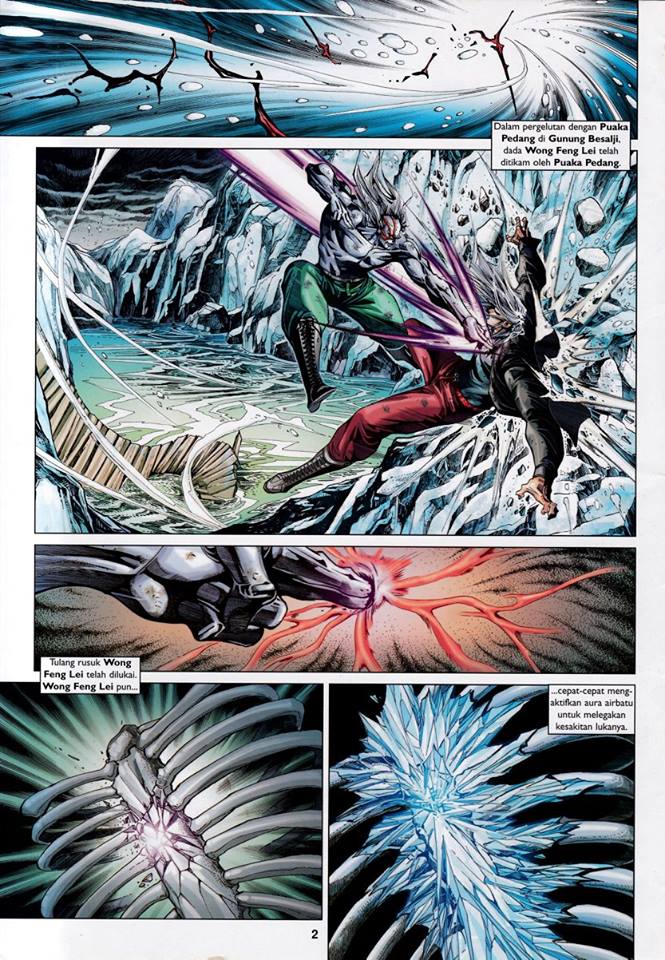 Dalam pergelutan dengan Puaka
Pedang di Gunung Besalji,
dada Wong Feng Lei telah
ditikam oleh Puaka Pedang.
Tulang rusuk Wong
Feng Lei telah dilukai.
Wong Feng Lei pun...
...cepat-cepat meng-
aktifkan aura airbatu
untuk melegakan
kesakitan lukanya.
2